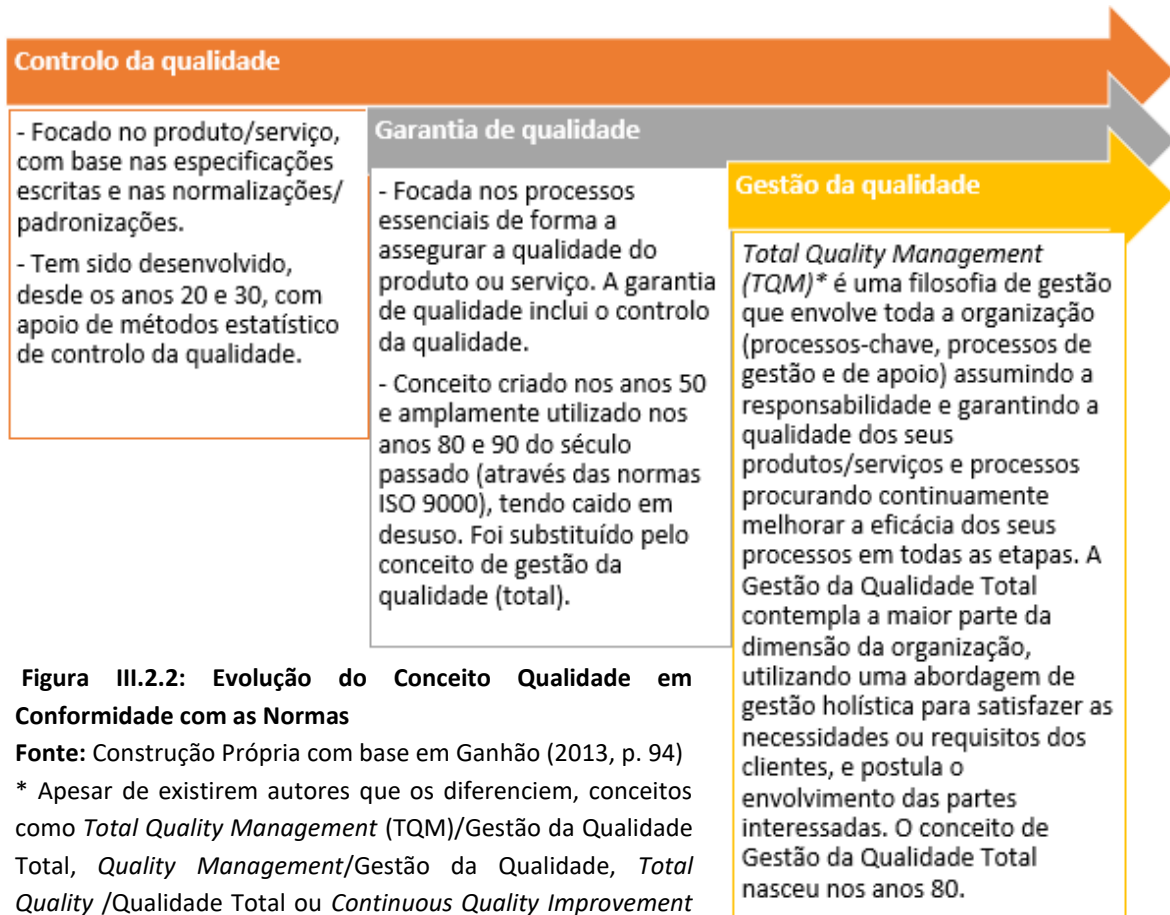 Controlo da qualidade
- Focado no produto/serviço,
com base nas especificações
escritas e nas normalizações/
padronizações.
- Tem sido desenvolvido,
desde os anos 20 e 30, com
apoio de métodos estatístico
de controlo da qualidade.
Garantia de qualidade
- Focada nos processos
essenciais de forma a
assegurar a qualidade do
produto ou serviço. A garantia
de qualidade inclui o controlo
da qualidade.
- Conceito criado nos anos 50
e amplamente utilizado nos
anos 80 e 90 do século
passado (através das normas
ISO 9000), tendo caido em
desuso. Foi substituído pelo
conceito de gestão da
qualidade (total).
Gestão da qualidade
Total Quality Management
(TQM)* é uma filosofia de gestão
que envolve toda a organização
(processos-chave, processos de
gestão e de apoio) assumindo a
responsabilidade e garantindo a
qualidade dos seus
produtos/serviços e processos
procurando continuamente
melhorar a eficácia dos seus
processos em todas as etapas. A
Gestão da Qualidade Total
contempla a maior parte da
dimensão da organização,
utilizando uma abordagem de
gestão holística para satisfazer as
necessidades ou requisitos dos
clientes, e postula o
envolvimento das partes
interessadas. O conceito de
Gestão da Qualidade Total
nasceu nos anos 80.
Figura III.2.2: Evolução do Conceito Qualidade em
Conformidade com as Normas
Fonte: Construção Própria com base em Ganhão (2013, p. 94)
* Apesar de existirem autores que os diferenciem, conceitos
como Total Quality Management (TQM)/Gestão da Qualidade
Total, Quality Management/Gestão da Qualidade, Total
Quality /Qualidade Total ou Continuous Quality Improvement